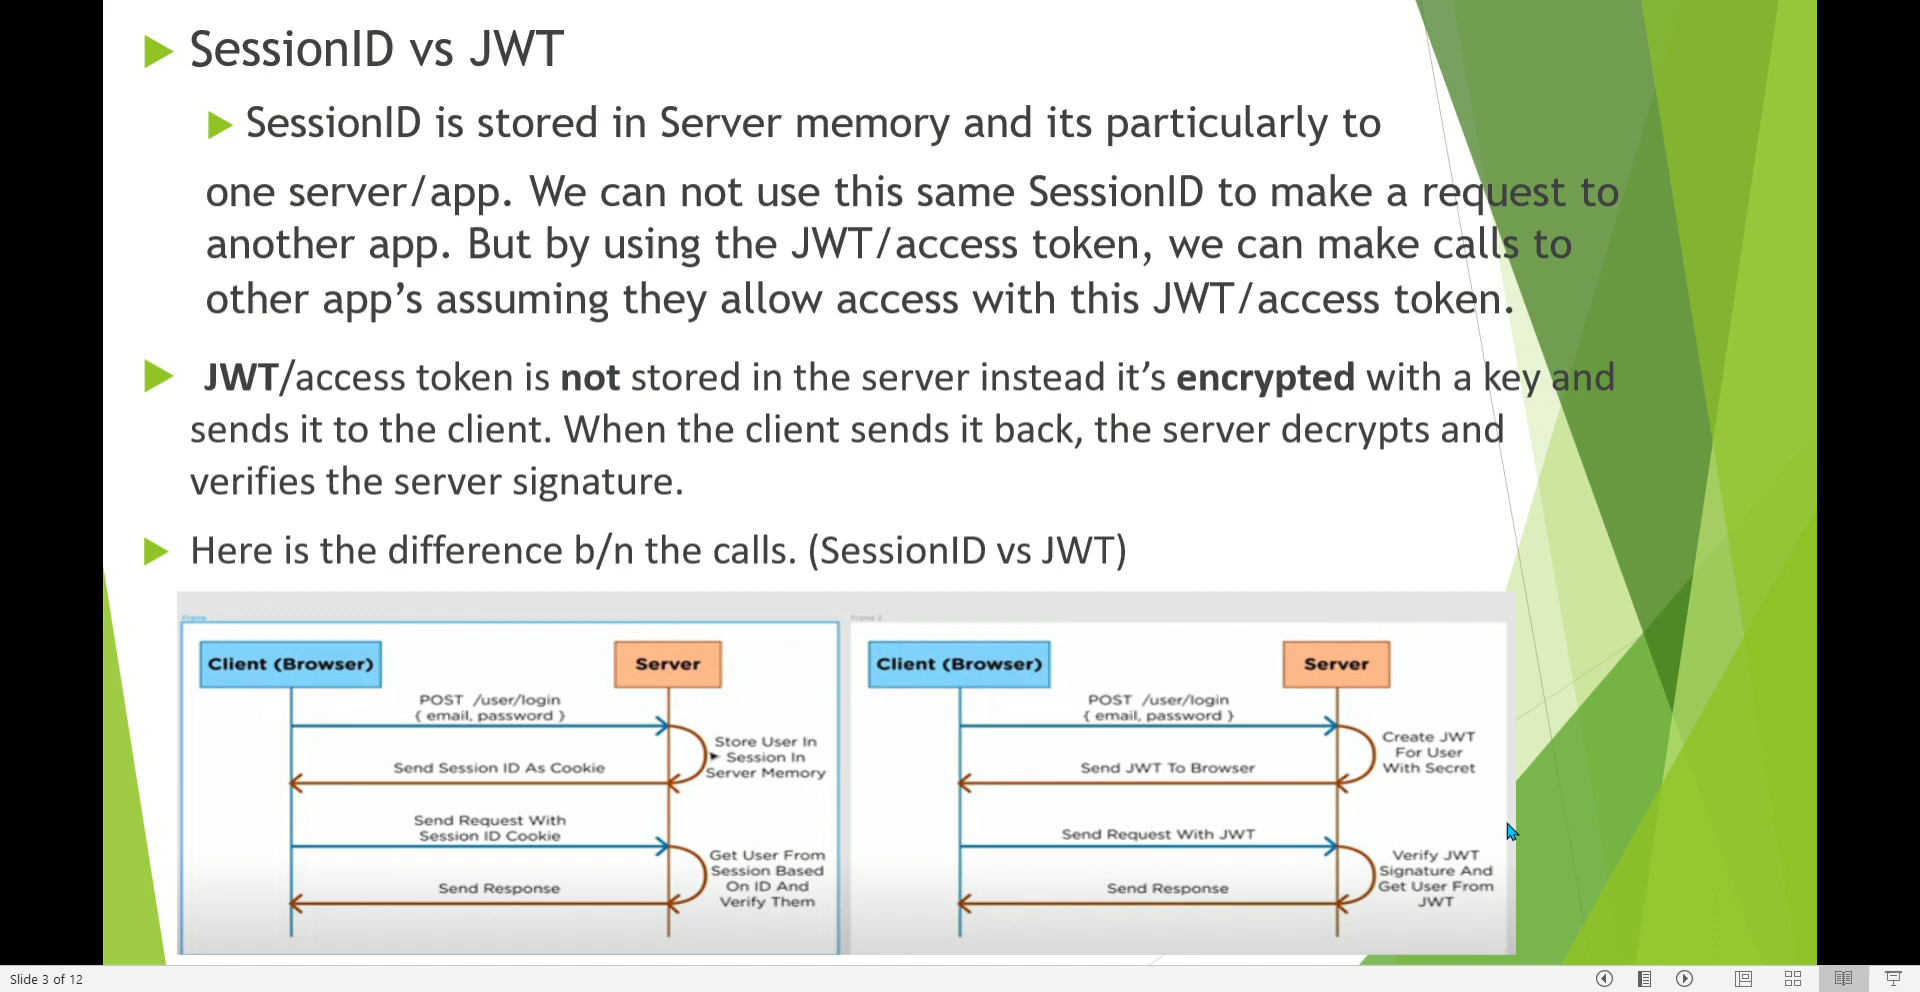 SessionID vs JWT
SessionID is stored in Server memory and its particularly to
one server/app. We can not use this same SessionID to make a request to
another app. But by using the JWT/access token, we can make calls to
other app’s assuming they allow access with this JWT/access token.
JWT/access token is not stored in the server instead it’s encrypted with a key and
sends it to the client. When the client sends it back, the server decrypts and
verifies the server signature.
Here is the difference b/n the calls. (SessionID vs JWT)
Frame
Client (Browser)
Server
POST /user/login
{ email, password }
Store User In
Session In
Server Memory
Send Session ID As Cookie
Send Request With
Session ID Cookie
Get User From
Session Based
On ID And
Verify Them
Send Response
Frame 2
Client (Browser)
Server
POST /user/login
{ email, password }
Create JWT
For User
With Secret
Send JWT To Browser
Send Request With JWT
Verify JWT
Signature And
Get User From
JWT
Send Response
Slide 3 of 12